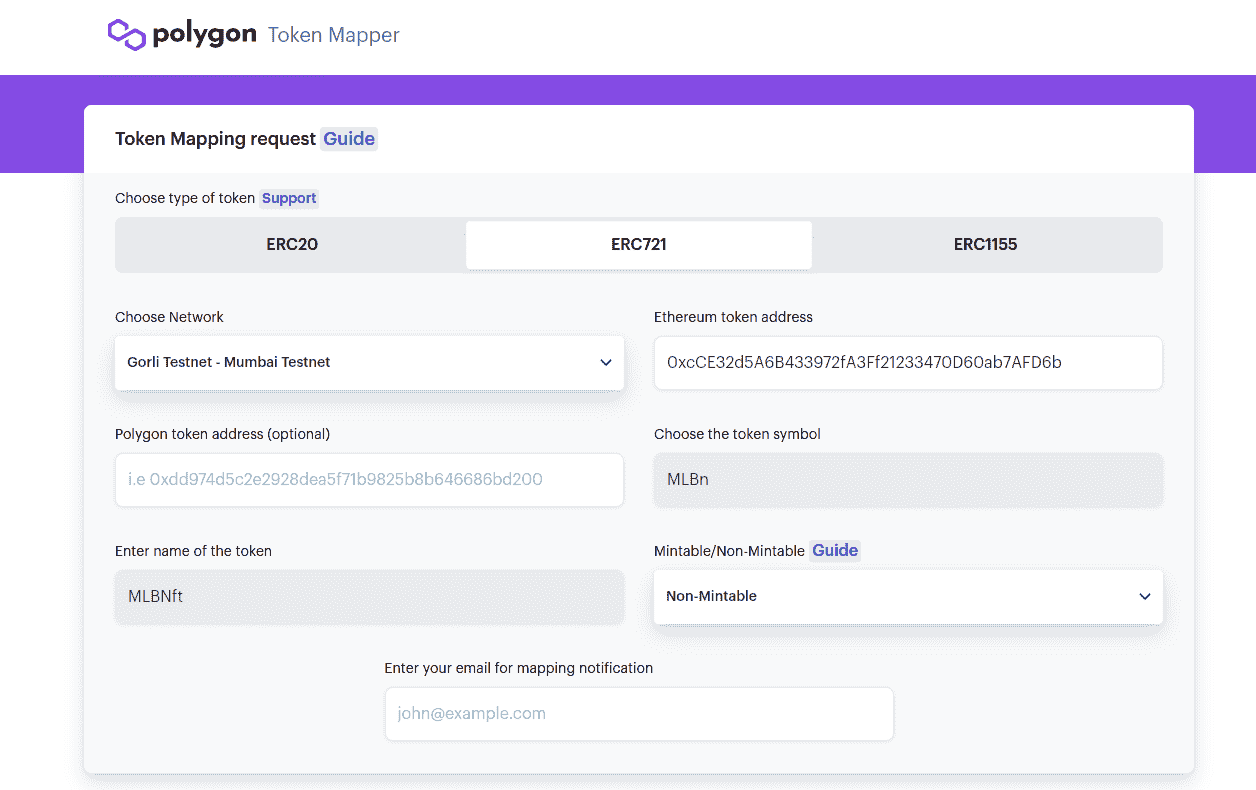 polygon Token Mapper
Token Mapping request Guide
Choose type of token Support
ERC20 ERC721 ERC1155
Choose Network Ethereum token address
Gorli Testnet - Mumbai Testnet 0xcCE32d5A6B433972fA3Ff21233470D60ab7AFD6b
Polygon token address (optional) Choose the token symbol
i.e 0xdd974d5c2e2928dea5f71b9825b8b646686bd200 MLBn
Enter name of the token Mintable/Non-Mintable Guide
MLBNft Non-Mintable
Enter your email for mapping notification
john@example.com